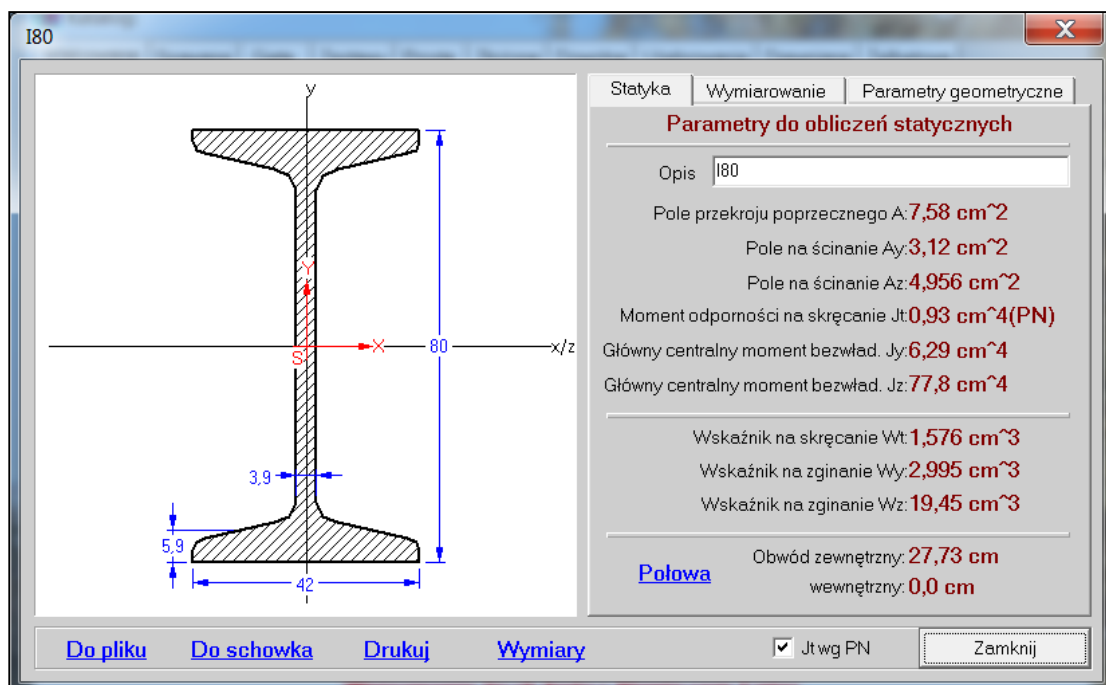 I80
y
Y
X
S
x/z
80
3,9
5,9
42
Statyka
Wymiarowanie
Parametry geometryczne
Parametry do obliczeń statycznych
Opis I80
Pole przekroju poprzecznego A:7,58 cm^2
Pole na ścinanie Ay:3,12 cm^2
Pole na ścinanie Az:4,956 cm^2
Moment odporności na skręcanie Jt:0,93 cm^4(PN)
Główny centralny moment bezwład. Jy:6,29 cm^4
Główny centralny moment bezwład. Jz:77,8 cm^4
Wskaźnik na skręcanie Wt:1,576 cm^3
Wskaźnik na zginanie Wy:2,995 cm^3
Wskaźnik na zginanie Wz:19,45 cm^3
Połowa
Obwód zewnętrzny: 27,73 cm
wewnętrzny: 0,0 cm
Do pliku
Do schowka
Drukuj
Wymiary
Jt wg PN
Zamknij